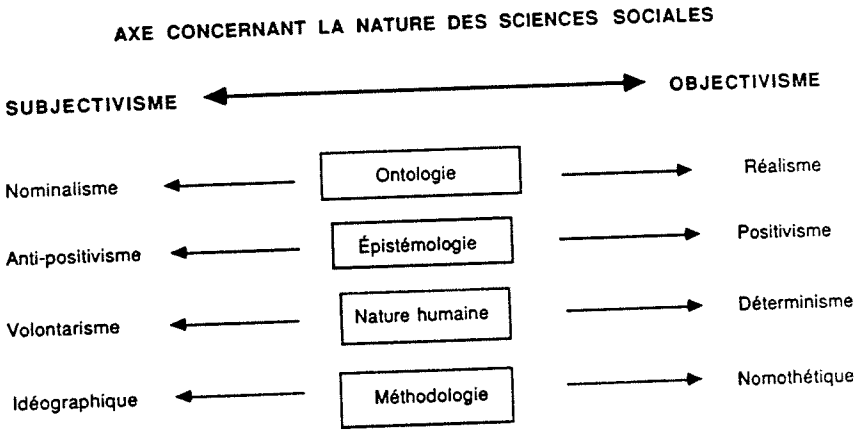 AXE CONCERNANT LA NATURE DES SCIENCES SOCIALES
SUBJECTIVISME OBJECTIVISME
Nominalisme Ontologie Réalisme
Anti-positivisme Épistémologie Positivisme
Volontarisme Nature humaine Déterminisme
Idéographique Méthodologie Nomothétique